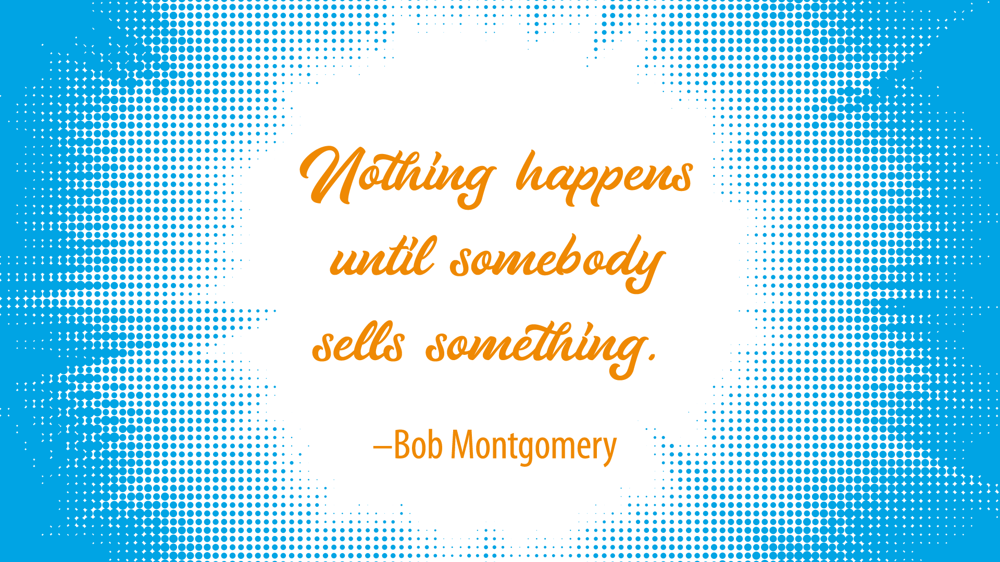 Nothing happens
until somebody
sells something.
–Bob Montgomery